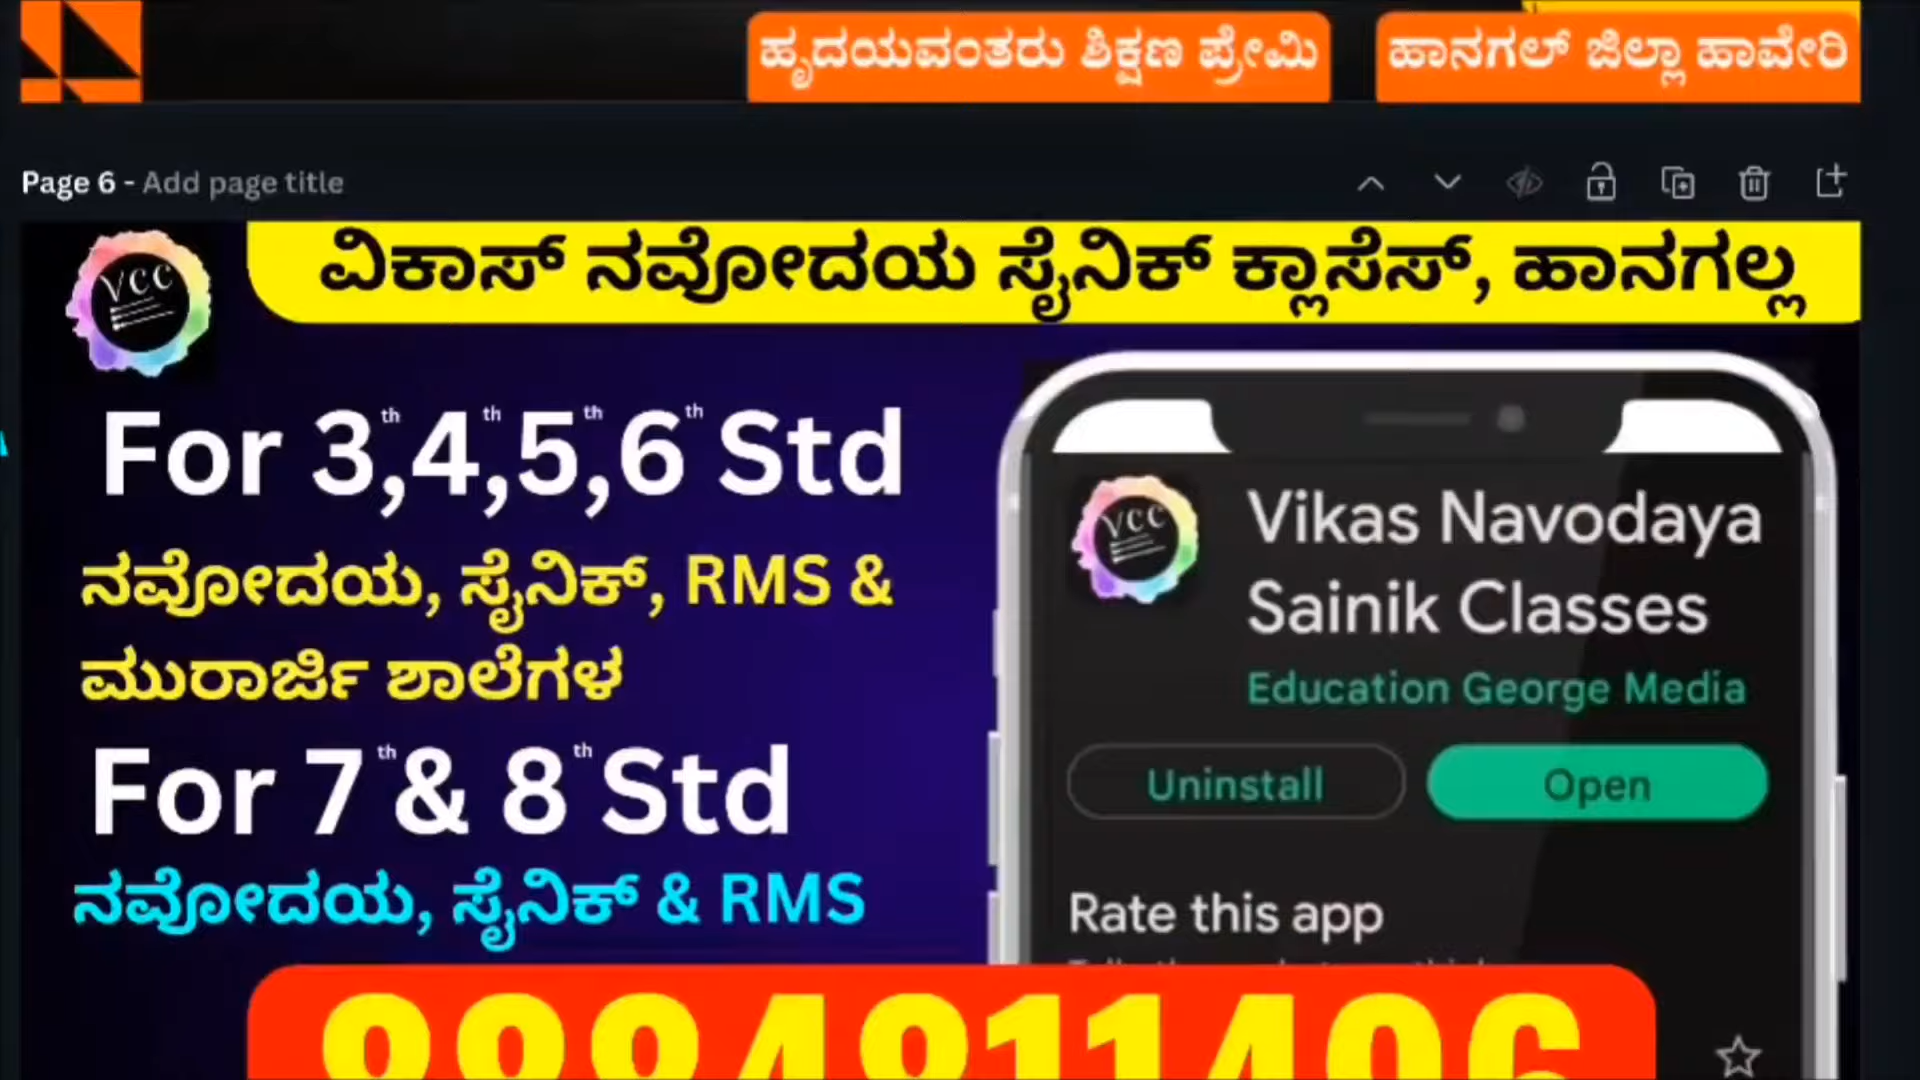 ಹೃದಯವಂತರು ಶಿಕ್ಷಣ ಪ್ರೇಮಿ
ಹಾನಗಲ್ ಜಿಲ್ಲಾ ಹಾವೇರಿ
Page 6 - Add page title
VCC
ವಿಕಾಸ್ ನವೋದಯ ಸೈನಿಕ್ ಕ್ಲಾಸೆಸ್, ಹಾನಗಲ್ಲ
For 3th,4th,5th,6th Std
ನವೋದಯ, ಸೈನಿಕ್, RMS &
ಮುರಾರ್ಜಿ ಶಾಲೆಗಳ
For 7th & 8th Std
ನವೋದಯ, ಸೈನಿಕ್ & RMS
VCC
Vikas Navodaya
Sainik Classes
Education George Media
Uninstall
Open
Rate this app